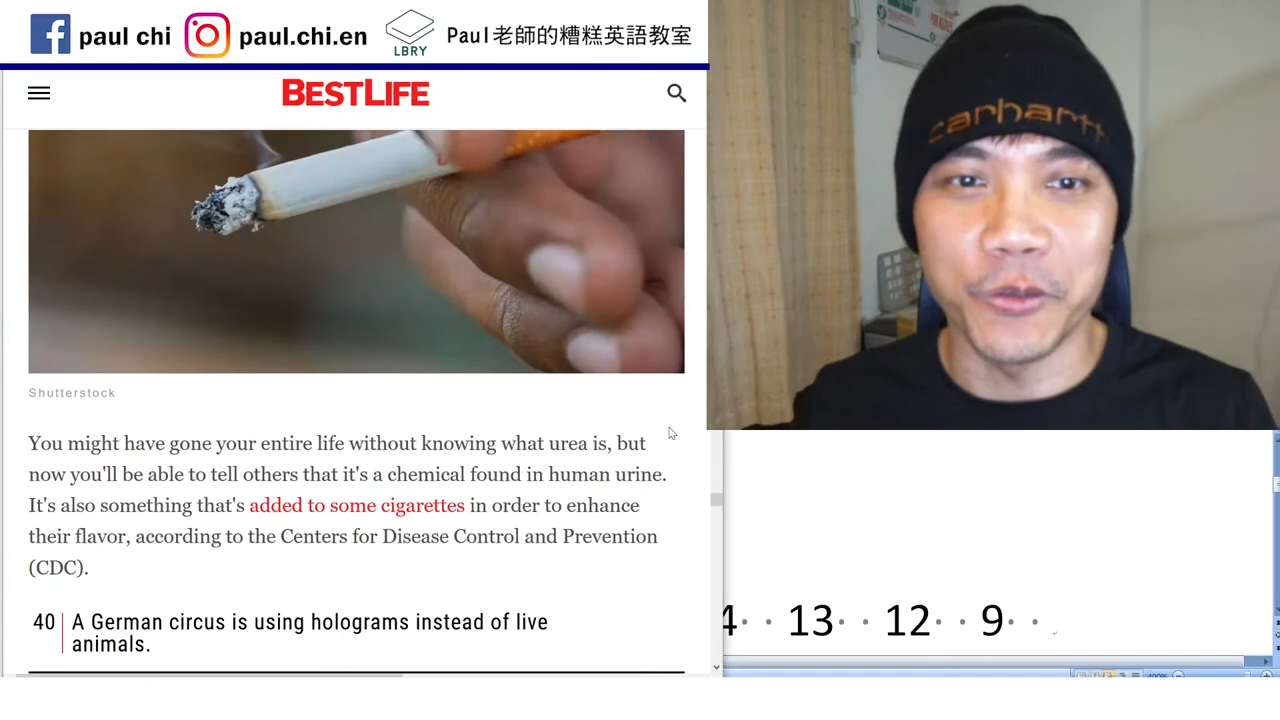 paul chi
paul.chi.en
LBRY
Paul老師的糟糕英語教室
BESTLIFE
carhartt
Shutterstock
You might have gone your entire life without knowing what urea is, but
now you'll be able to tell others that it's a chemical found in human urine.
It's also something that's added to some cigarettes in order to enhance
their flavor, according to the Centers for Disease Control and Prevention
(CDC).
40 A German circus is using holograms instead of live
animals.
4 13 12 9